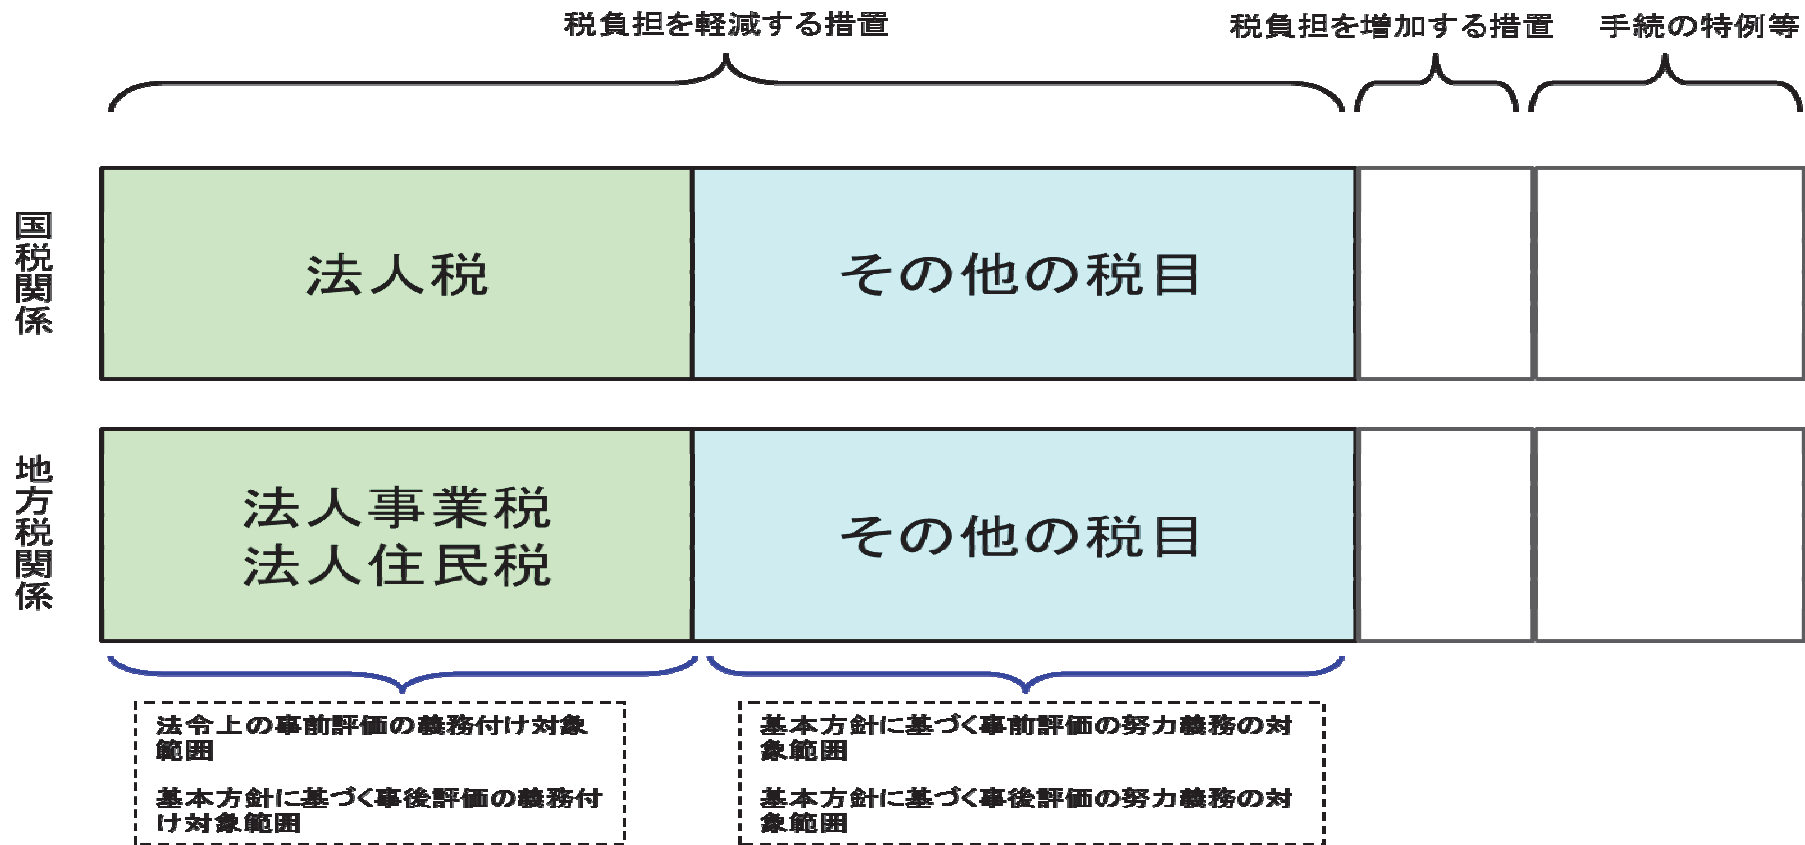 税負担を軽減する措置
税負担を増加する措置
手続の特例等
国税関係
法人税
その他の税目
地方税関係
法人事業税
法人住民税
その他の税目
法令上の事前評価の義務付け対象
範囲
基本方針に基づく事後評価の義務付
け対象範囲
基本方針に基づく事前評価の努力義務の対
象範囲
基本方針に基づく事後評価の努力義務の対
象範囲